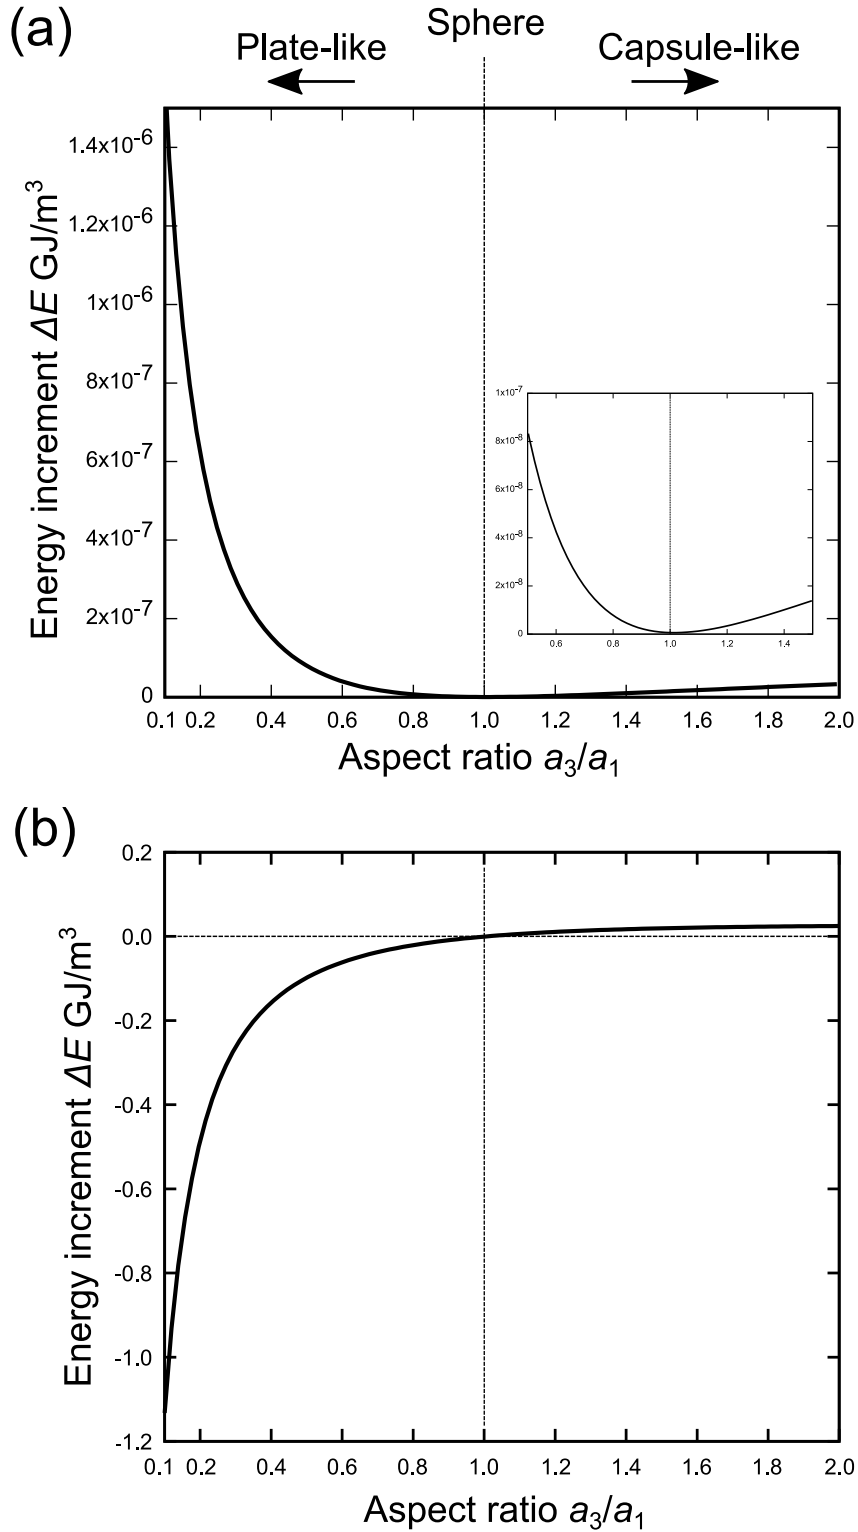 (a)
Sphere
Plate-like
Capsule-like
1.4x10-6
1.2x10-6
1x10-6
8x10-7
6x10-7
4x10-7
2x10-7
0
Energy increment ΔE GJ/m3
1x10-7
8x10-8
6x10-8
4x10-8
2x10-8
0
0.6 0.8 1.0 1.2 1.4
0.1 0.2 0.4 0.6 0.8 1.0 1.2 1.4 1.6 1.8 2.0
Aspect ratio a3/a1
(b)
0.2
0.0
-0.2
-0.4
-0.6
-0.8
-1.0
-1.2
Energy increment ΔE GJ/m3
0.1 0.2 0.4 0.6 0.8 1.0 1.2 1.4 1.6 1.8 2.0
Aspect ratio a3/a1